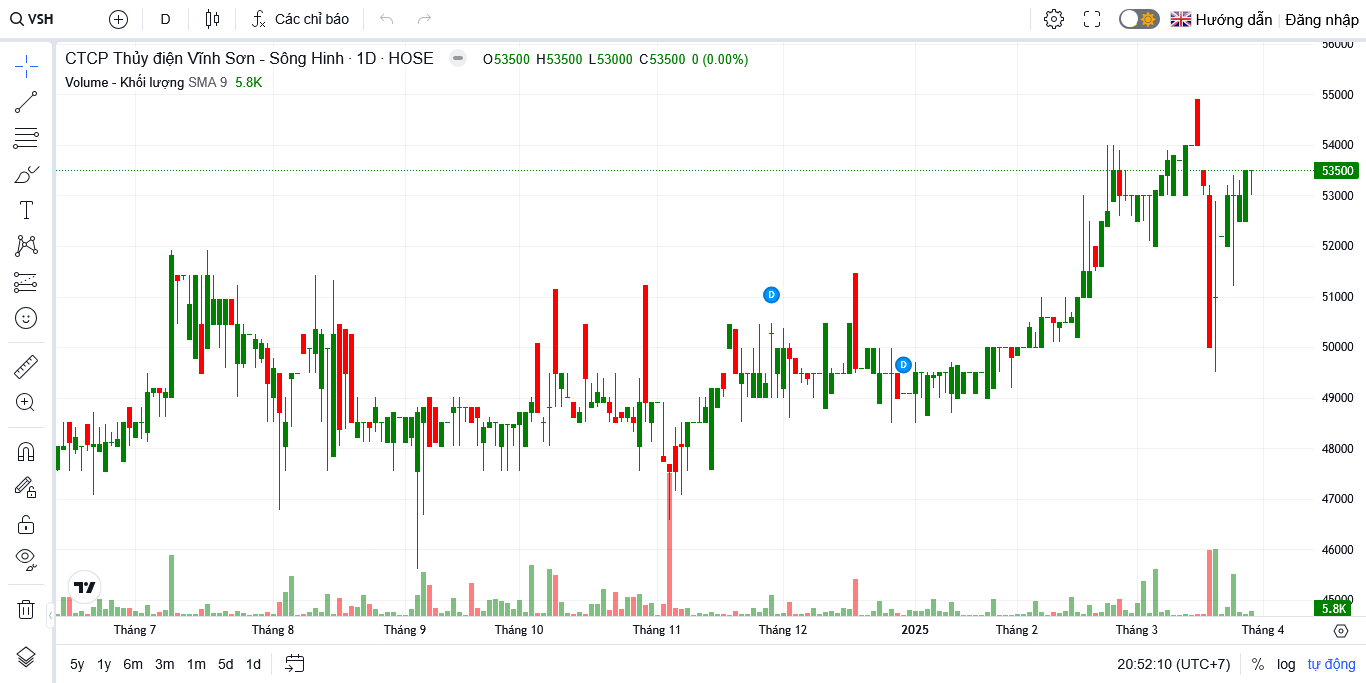 VSH D Các chỉ báo Hướng dẫn Đăng nhập
CTCP Thủy điện Vĩnh Sơn - Sông Hinh · 1D · HOSE O53500 H53500 L53000 C53500 0 (0.00%)
Volume - Khối lượng SMA 9 5.8K
56000
55000
54000
53500
53000
52000
51000
50000
49000
48000
47000
46000
45000
5.8K
D
D
Tháng 7 Tháng 8 Tháng 9 Tháng 10 Tháng 11 Tháng 12 2025 Tháng 2 Tháng 3 Tháng 4
5y 1y 6m 3m 1m 5d 1d 20:52:10 (UTC+7) % log tự động